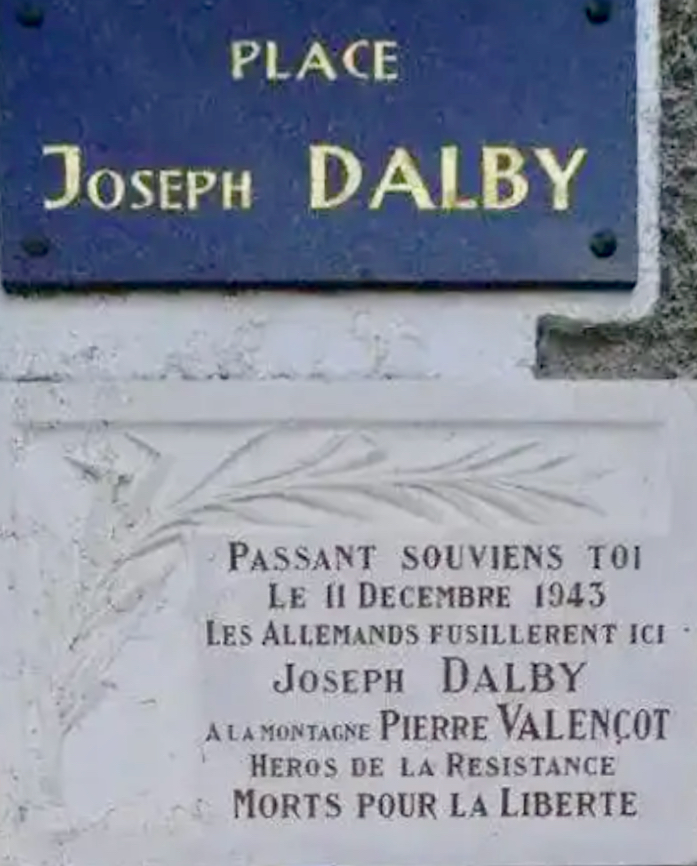 PLACE
JOSEPH DALBY
PASSANT SOUVIENS TOI
LE 11 DECEMBRE 1943
LES ALLEMANDS FUSILLERENT ICI
JOSEPH DALBY
A LA MONTAGNE PIERRE VALENÇOT
HEROS DE LA RESISTANCE
MORTS POUR LA LIBERTE